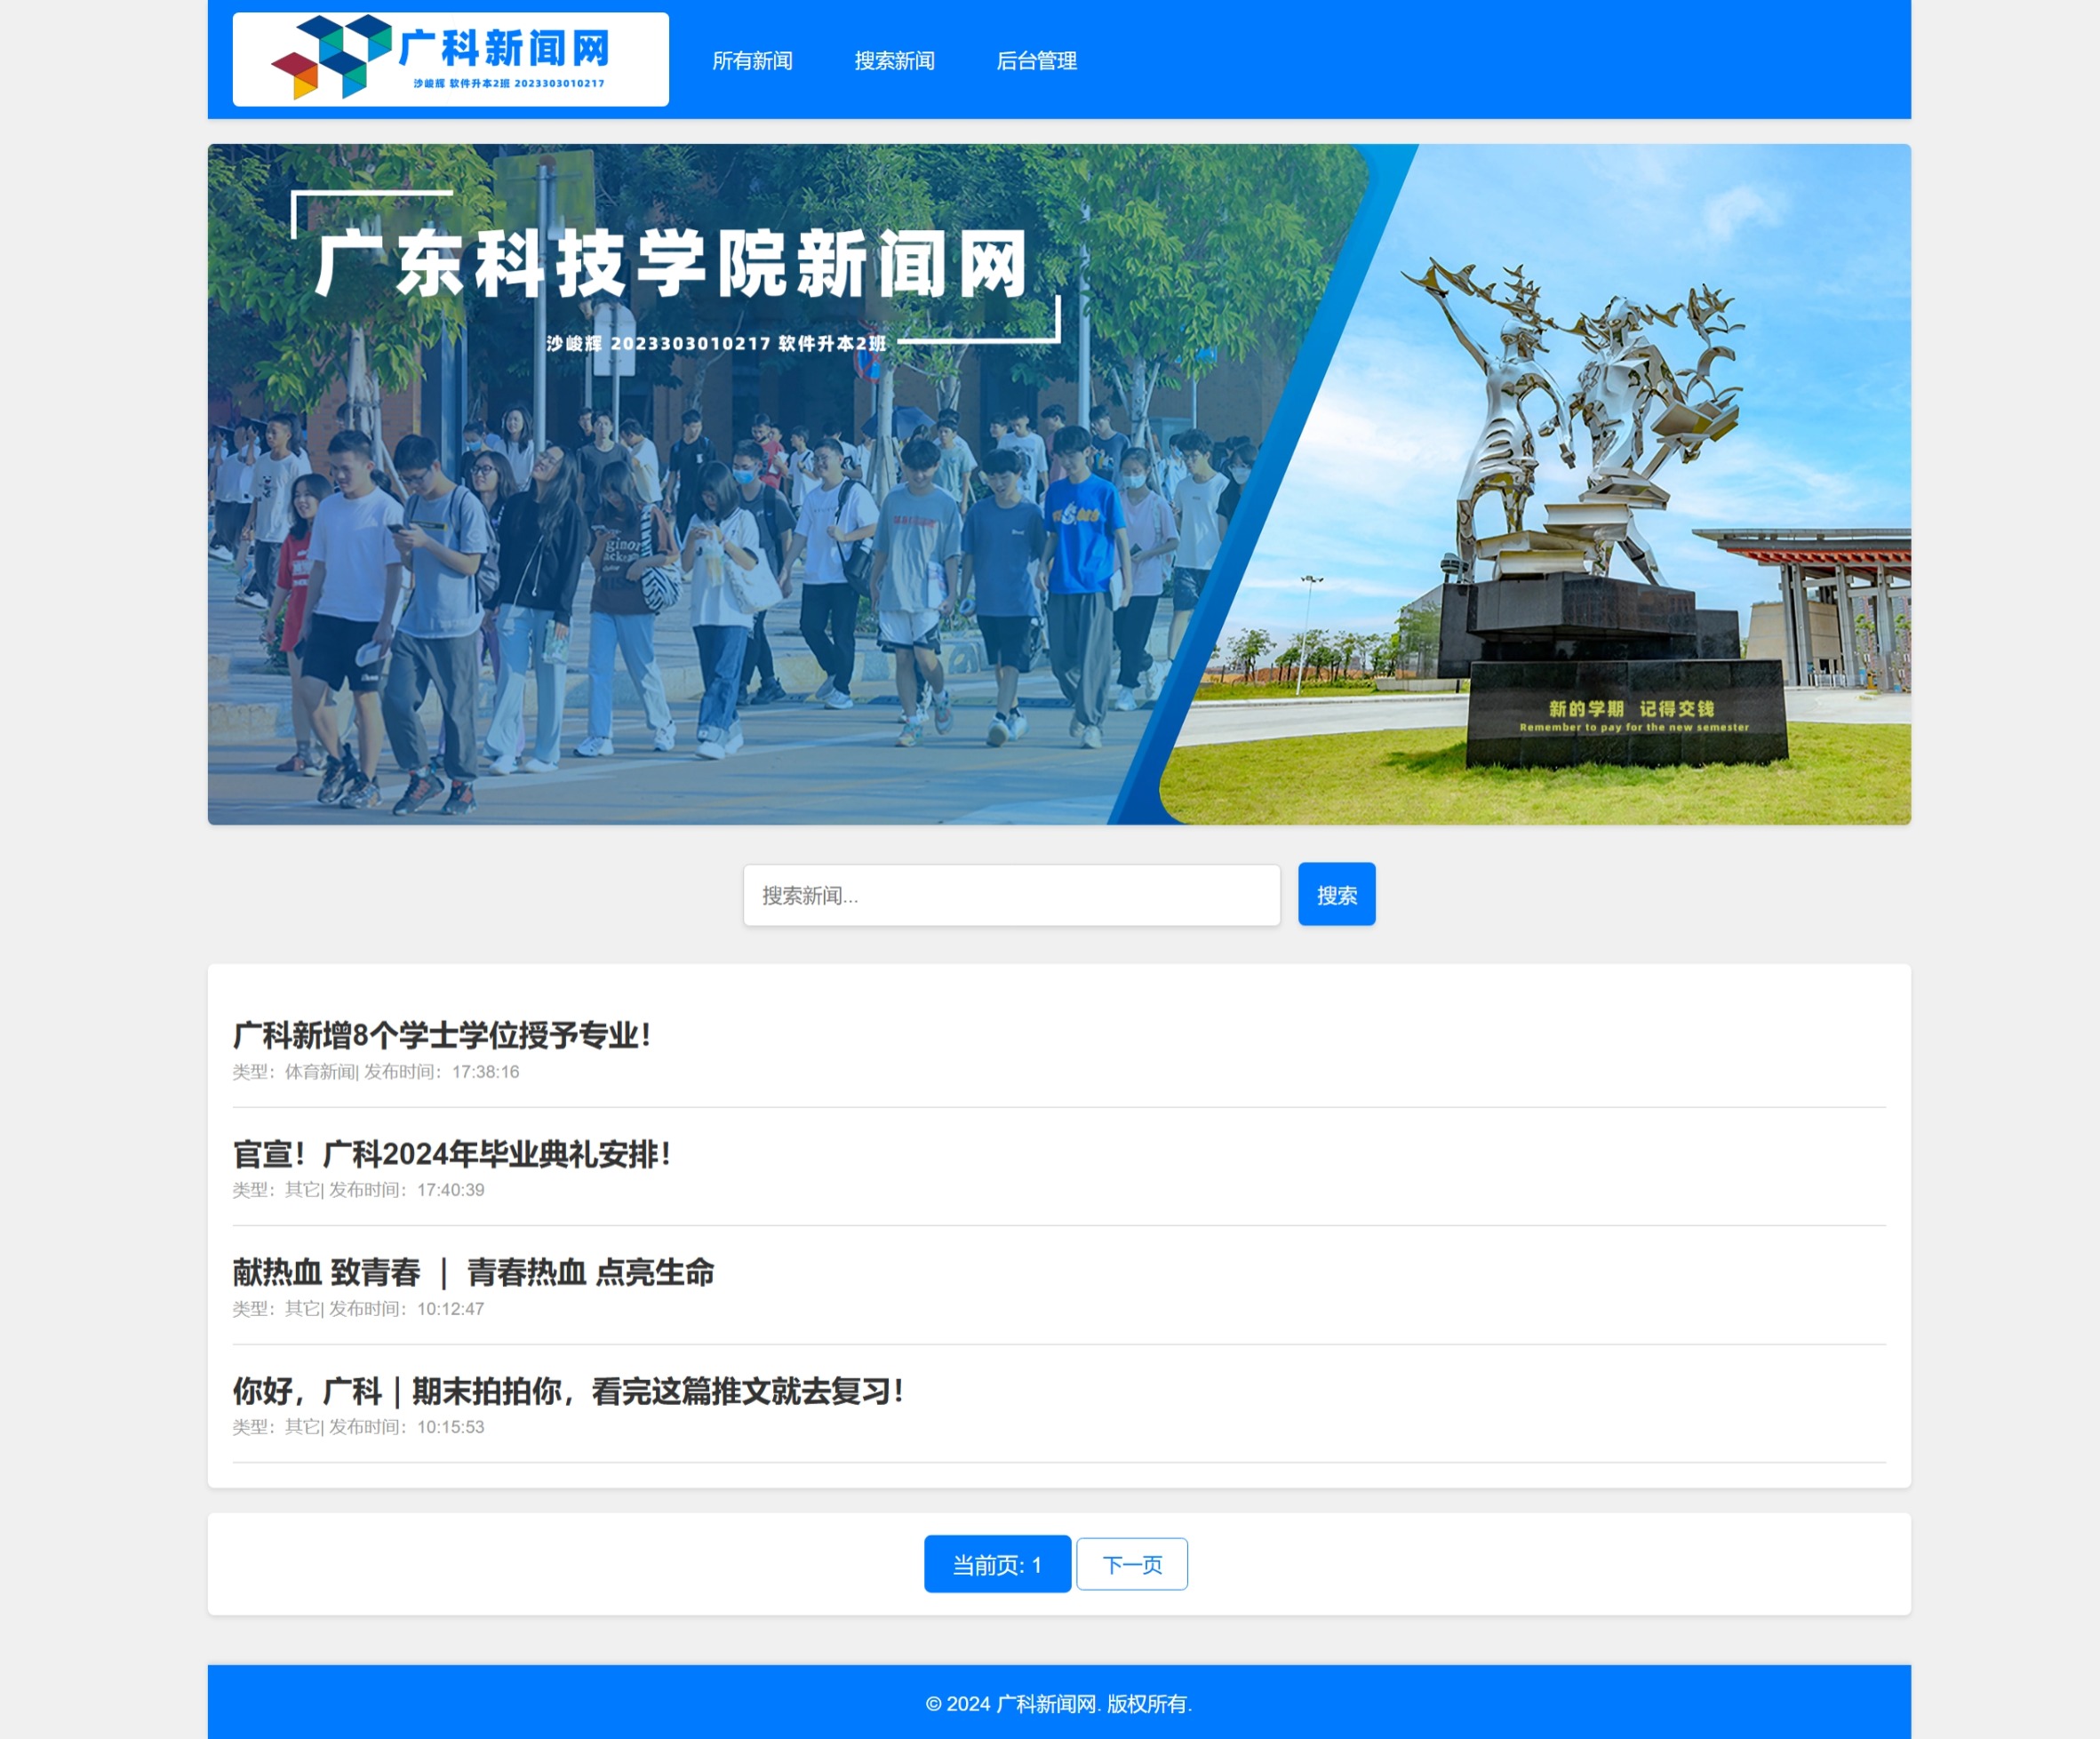 广科新闻网
沙峻辉 软件升本2班 2023303010217
所有新闻
搜索新闻
后台管理
广东科技学院新闻网
沙峻辉 2023303010217 软件升本2班
新的学期 记得交钱
Remember to pay for the new semester
搜索新闻...
搜索
广科新增8个学士学位授予专业！
类型：体育新闻| 发布时间：17:38:16
官宣！广科2024年毕业典礼安排！
类型：其它| 发布时间：17:40:39
献热血 致青春 ｜ 青春热血 点亮生命
类型：其它| 发布时间：10:12:47
你好，广科 | 期末拍拍你，看完这篇推文就去复习！
类型：其它| 发布时间：10:15:53
当前页: 1
下一页
© 2024 广科新闻网. 版权所有.